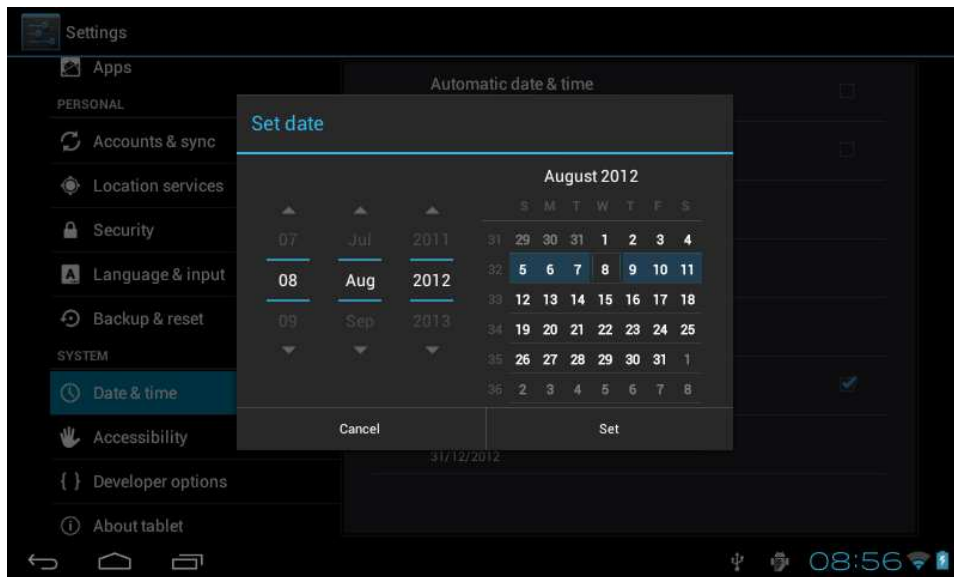 Settings
Apps
PERSONAL
Accounts & sync
Location services
Security
Language & input
Backup & reset
SYSTEM
Date & time
Accessibility
{ } Developer options
About tablet
Automatic date & time
Set date
07 Jul 2011
08 Aug 2012
09 Sep 2013
August 2012
S M T W T F S
31 29 30 31 1 2 3 4
32 5 6 7 8 9 10 11
33 12 13 14 15 16 17 18
34 19 20 21 22 23 24 25
35 26 27 28 29 30 31 1
36 2 3 4 5 6 7 8
Cancel Set
31/12/2012
08:56